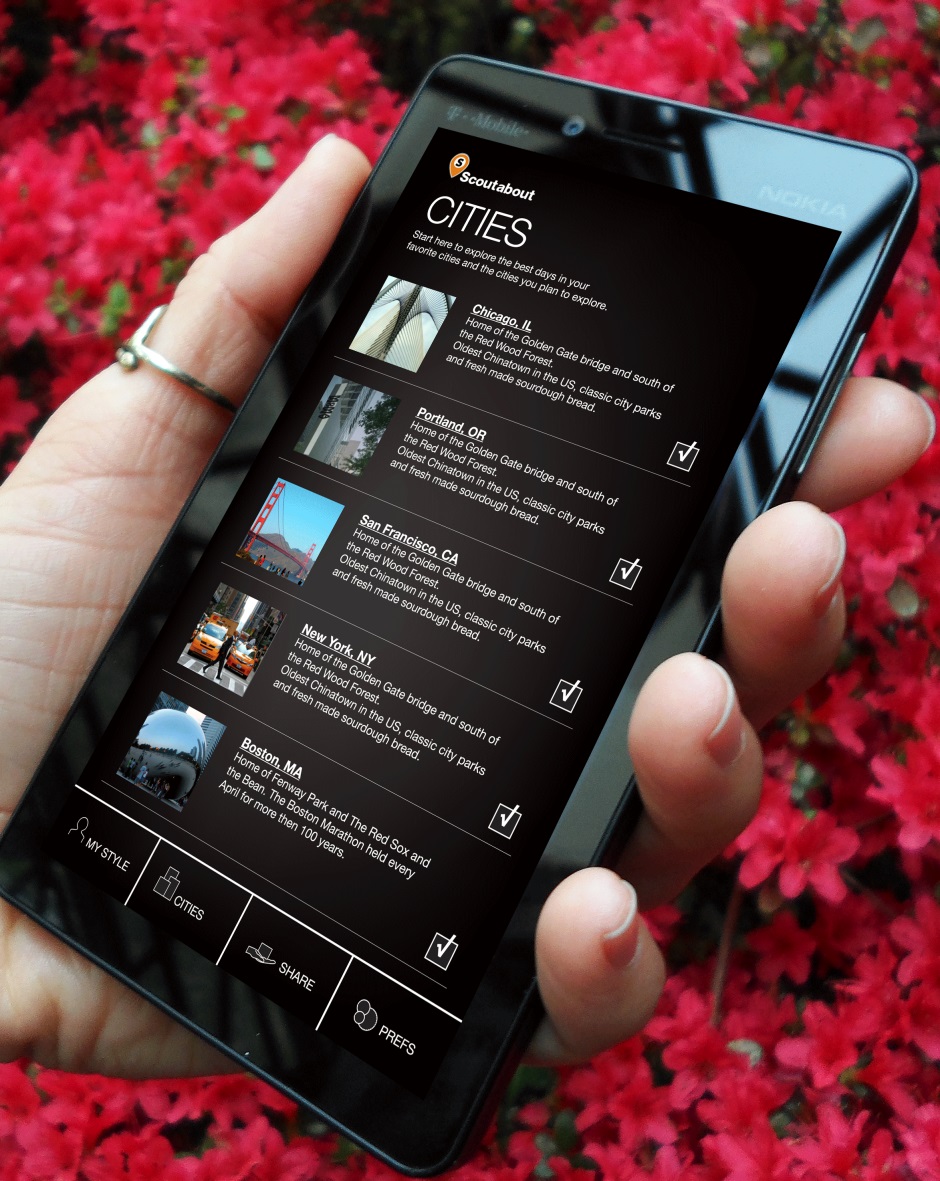 T··Mobile·
NOKIA
S
Scoutabout
CITIES
Start here to explore the best days in your
favorite cities and the cities you plan to explore.
Chicago, IL
Home of the Golden Gate bridge and south of
the Red Wood Forest.
Oldest Chinatown in the US, classic city parks
and fresh made sourdough bread.
Portland, OR
Home of the Golden Gate bridge and south of
the Red Wood Forest.
Oldest Chinatown in the US, classic city parks
and fresh made sourdough bread.
San Francisco, CA
Home of the Golden Gate bridge and south of
the Red Wood Forest.
Oldest Chinatown in the US, classic city parks
and fresh made sourdough bread.
New York, NY
Home of the Golden Gate bridge and south of
the Red Wood Forest.
Oldest Chinatown in the US, classic city parks
and fresh made sourdough bread.
Boston, MA
Home of Fenway Park and The Red Sox and
the Bean. The Boston Marathon held every
April for more then 100 years.
MY STYLE
CITIES
SHARE
PREFS